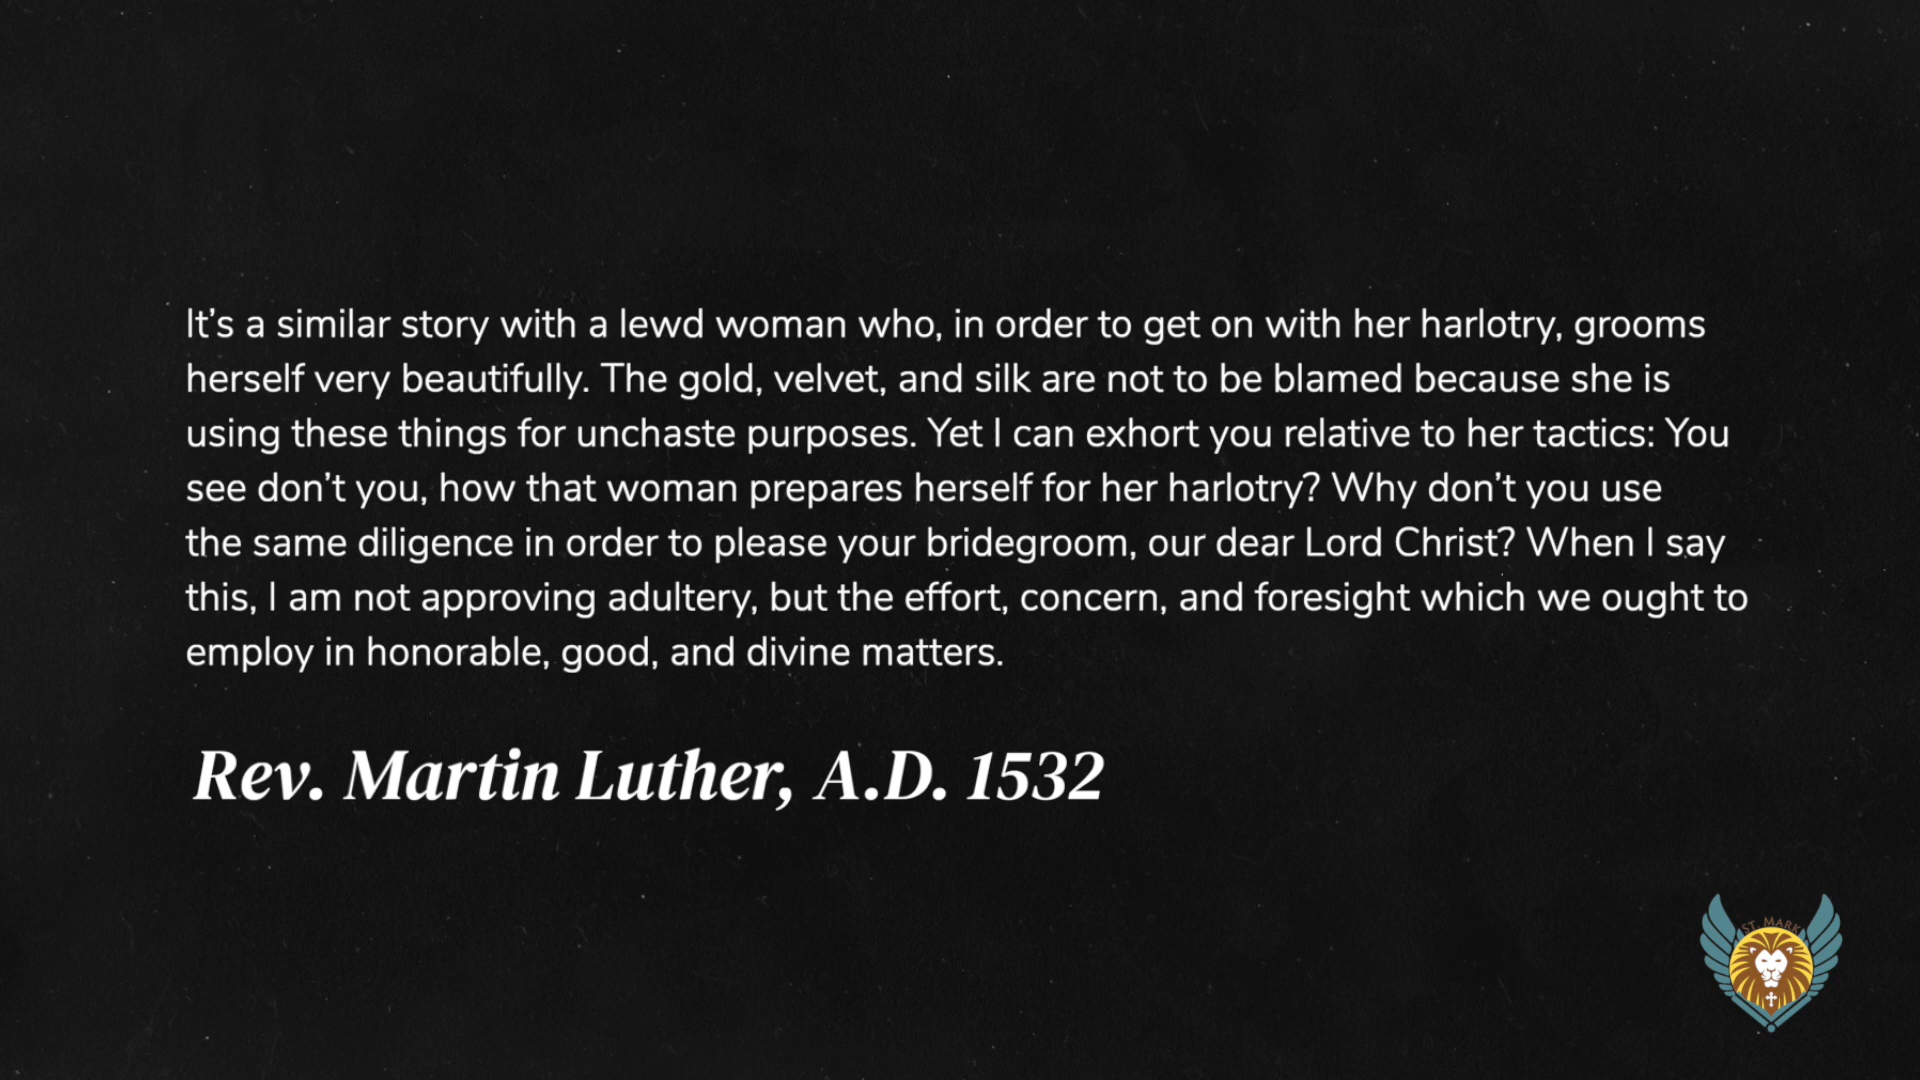 It’s a similar story with a lewd woman who, in order to get on with her harlotry, grooms
herself very beautifully. The gold, velvet, and silk are not to be blamed because she is
using these things for unchaste purposes. Yet I can exhort you relative to her tactics: You
see don’t you, how that woman prepares herself for her harlotry? Why don’t you use
the same diligence in order to please your bridegroom, our dear Lord Christ? When I say
this, I am not approving adultery, but the effort, concern, and foresight which we ought to
employ in honorable, good, and divine matters.
Rev. Martin Luther, A.D. 1532
ST. MARK